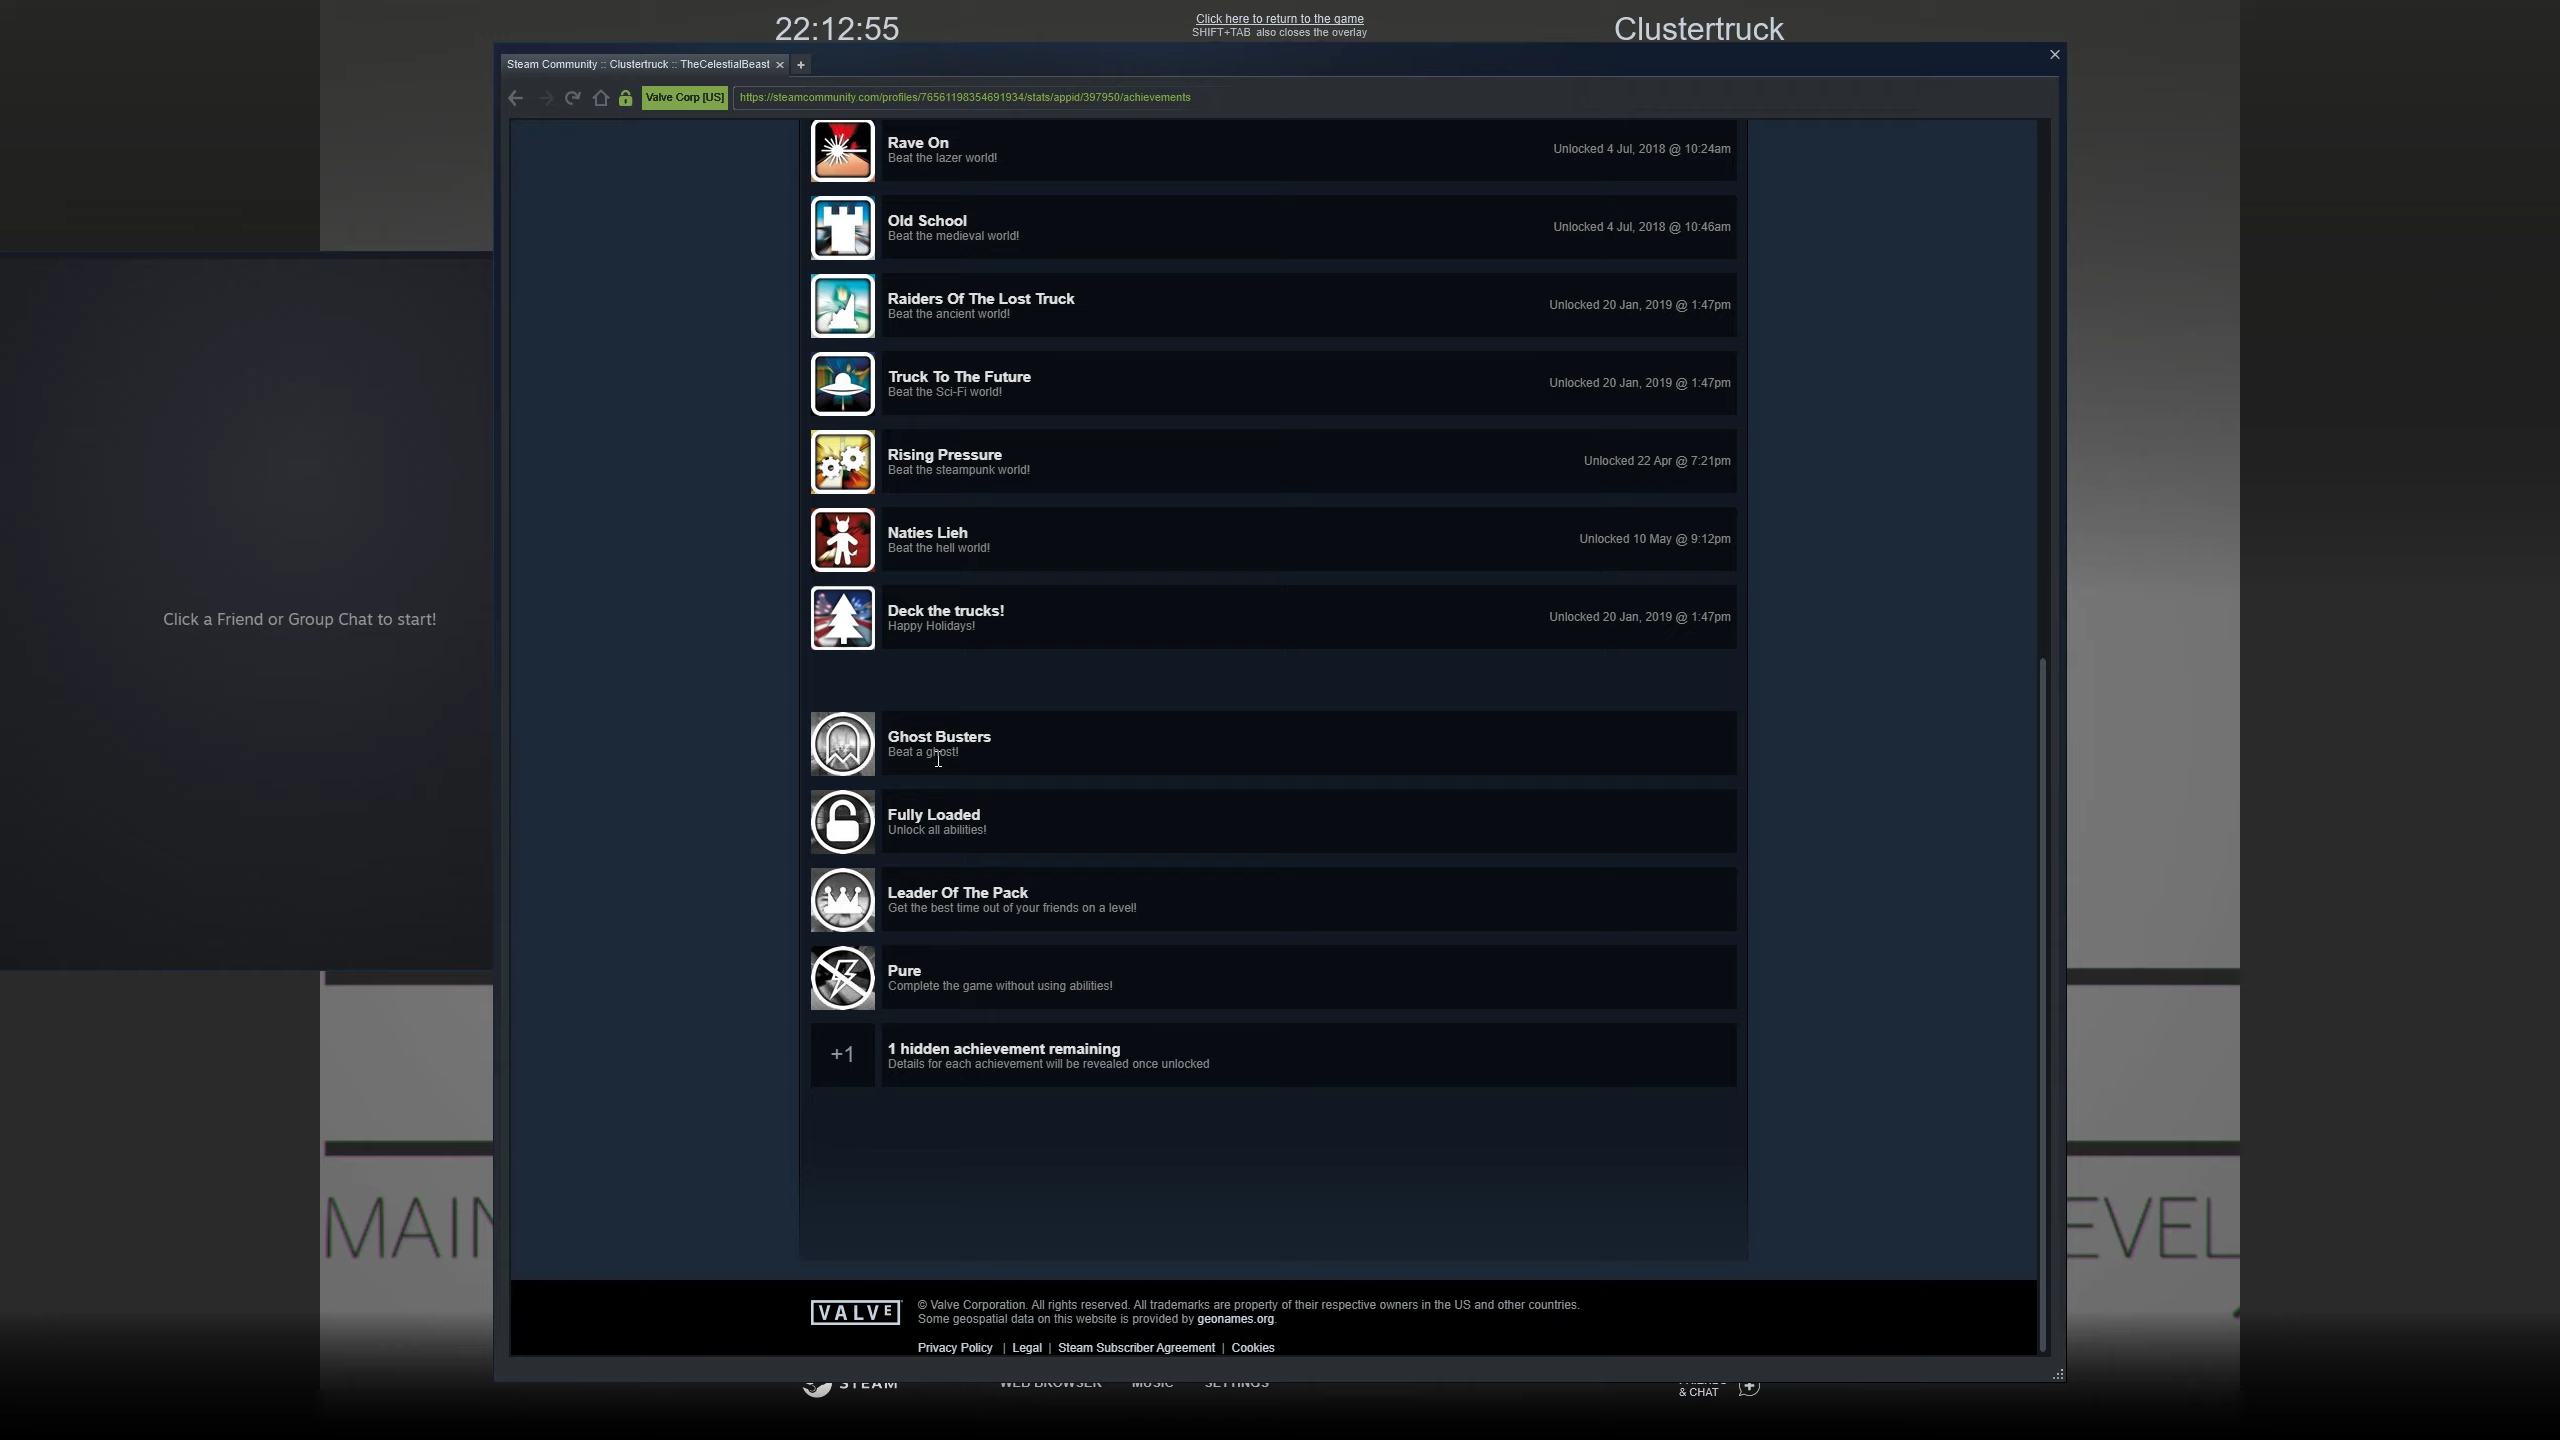 22:12:55
Click here to return to the game
SHIFT+TAB also closes the overlay
Clustertruck
Steam Community :: Clustertruck :: TheCelestialBeast
Valve Corp [US]
https://steamcommunity.com/profiles/76561198354691934/stats/appid/397950/achievements
Rave On
Beat the lazer world!
Unlocked 4 Jul, 2018 @ 10:24am
Old School
Beat the medieval world!
Unlocked 4 Jul, 2018 @ 10:46am
Raiders Of The Lost Truck
Beat the ancient world!
Unlocked 20 Jan, 2019 @ 1:47pm
Truck To The Future
Beat the Sci-Fi world!
Unlocked 20 Jan, 2019 @ 1:47pm
Rising Pressure
Beat the steampunk world!
Unlocked 22 Apr @ 7:21pm
Naties Lieh
Beat the hell world!
Unlocked 10 May @ 9:12pm
Click a Friend or Group Chat to start!
Deck the trucks!
Happy Holidays!
Unlocked 20 Jan, 2019 @ 1:47pm
Ghost Busters
Beat a ghost!
Fully Loaded
Unlock all abilities!
Leader Of The Pack
Get the best time out of your friends on a level!
Pure
Complete the game without using abilities!
+1
1 hidden achievement remaining
Details for each achievement will be revealed once unlocked
MAIN
EVEL
VALVE
© Valve Corporation. All rights reserved. All trademarks are property of their respective owners in the US and other countries.
Some geospatial data on this website is provided by geonames.org.
Privacy Policy | Legal | Steam Subscriber Agreement | Cookies
STEAM
WEB BROWSER
MUSIC
SETTINGS
FRIENDS
& CHAT